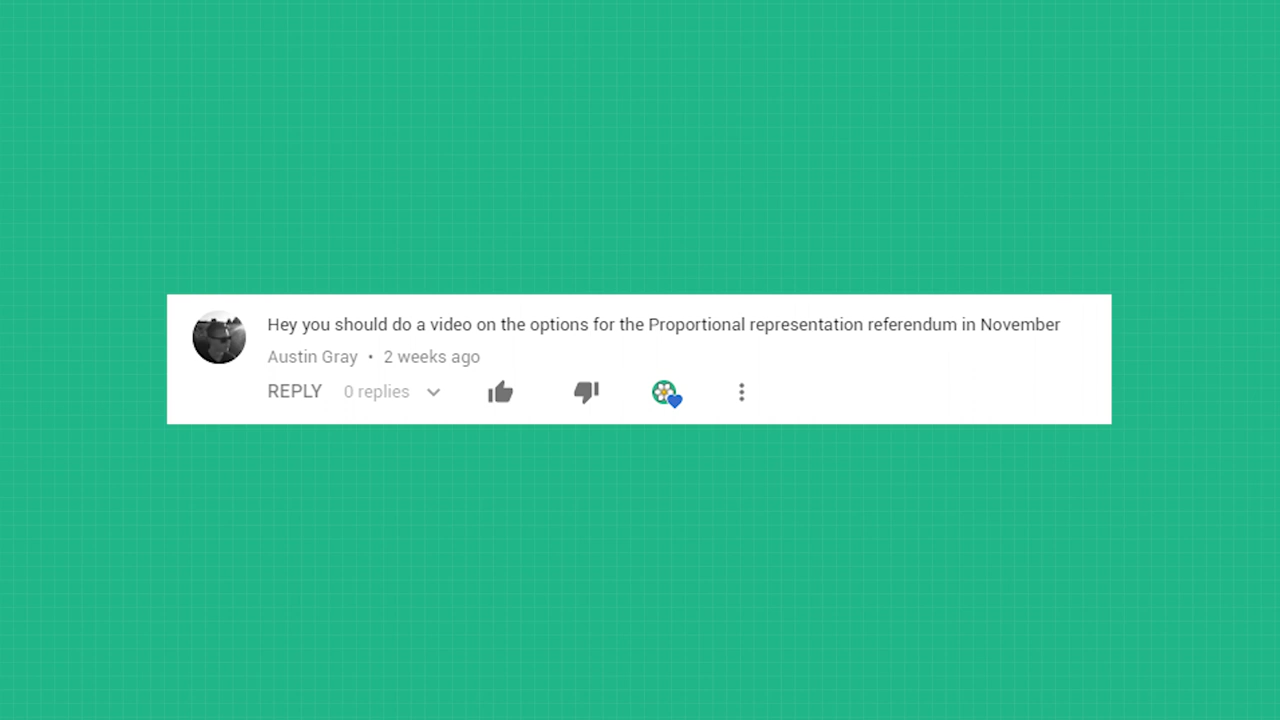 Hey you should do a video on the options for the Proportional representation referendum in November
Austin Gray • 2 weeks ago
REPLY 0 replies